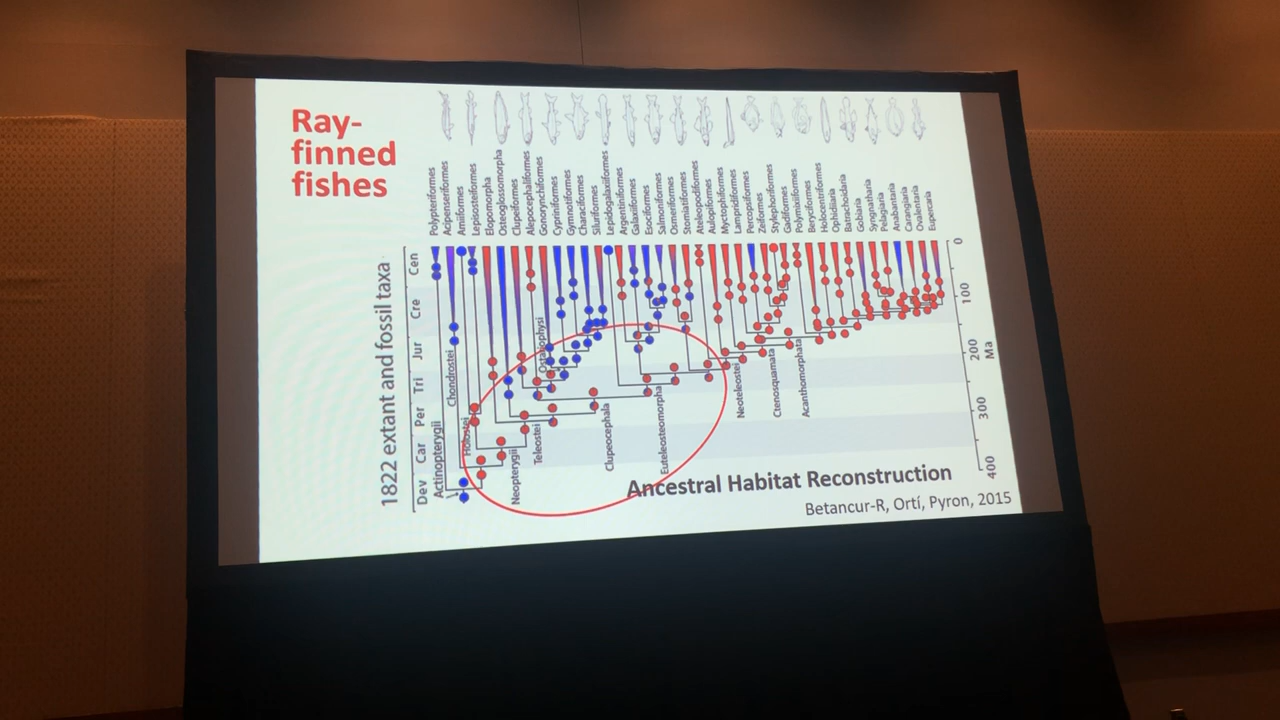 Ray-
finned
fishes
1822 extant and fossil taxa
Polypteriformes
Acipenseriformes
Amiiformes
Lepisosteiformes
Elopomorpha
Osteoglossomorpha
Clupeiformes
Alepocephaliformes
Gonorynchiformes
Cypriniformes
Gymnotiformes
Characiformes
Siluriformes
Lepidogalaxiiformes
Argentiniformes
Galaxiiformes
Esociformes
Salmoniformes
Osmeriformes
Stomiatiformes
Ateleopodiformes
Aulopiformes
Myctophiformes
Lampridiformes
Percopsiformes
Zeiformes
Stylephoriformes
Gadiformes
Polymixiiformes
Beryciformes
Holocentriformes
Ophidiaria
Batrachoidaria
Gobiaria
Syngnatharia
Pelagiaria
Anabantaria
Carangiaria
Ovalentaria
Eupercaria
Dev Car Per Tri Jur Cre Cen
Actinopterygii
Chondrostei
Holostei
Neopterygii
Teleostei
Otophysi
Clupeocephala
Euteleosteomorpha
Neoteleostei
Ctenosquamata
Acanthomorphata
0
100
200
Ma
300
400
Ancestral Habitat Reconstruction
Betancur-R, Ortí, Pyron, 2015